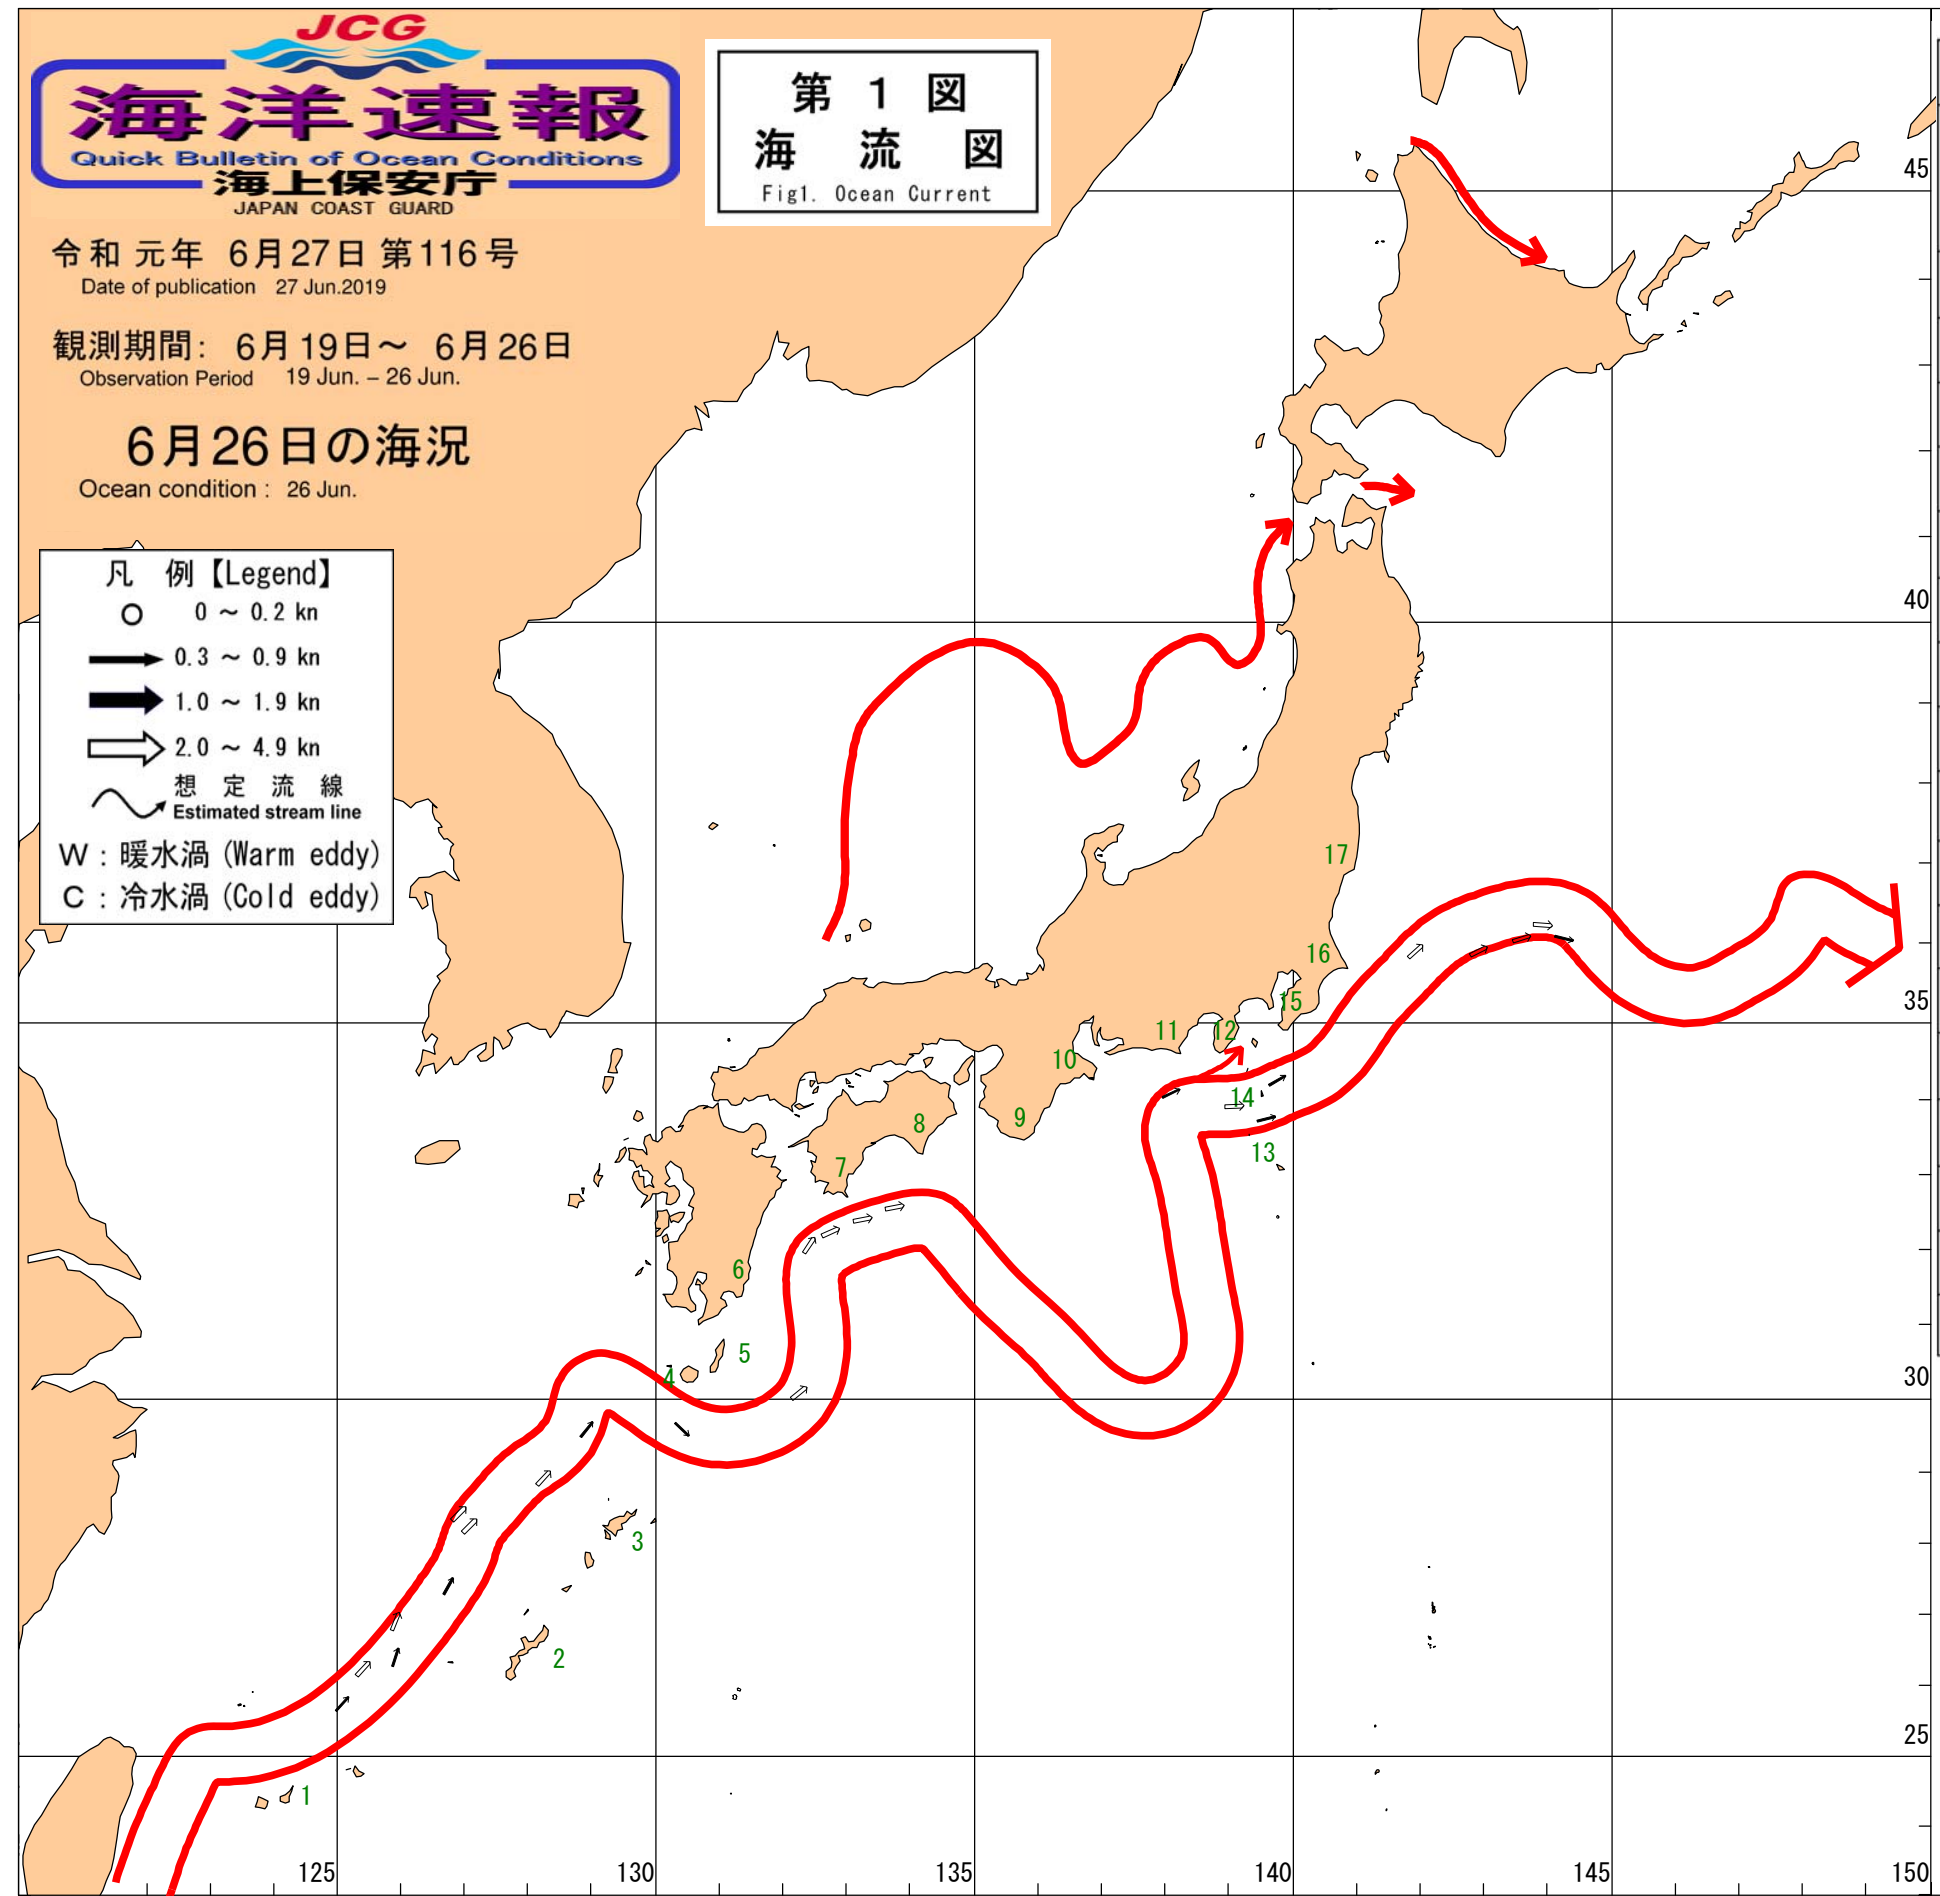 JCG
海洋速報
Quick Bulletin of Ocean Conditions
海上保安庁
JAPAN COAST GUARD
第 1 図
海 流 図
Fig1. Ocean Current
令和 元年 6月27日 第116号
Date of publication 27 Jun.2019
観測期間: 6月19日～ 6月26日
Observation Period 19 Jun. – 26 Jun.
6月26日の海況
Ocean condition : 26 Jun.
凡 例【Legend】
0 ～ 0.2 kn
0.3 ～ 0.9 kn
1.0 ～ 1.9 kn
2.0 ～ 4.9 kn
想 定 流 線
Estimated stream line
W : 暖水渦 (Warm eddy)
C : 冷水渦 (Cold eddy)
45
40
17
16
35
15
12
11
10
14
9
8
13
7
6
5
4
30
3
2
25
1
125
130
135
140
145
150